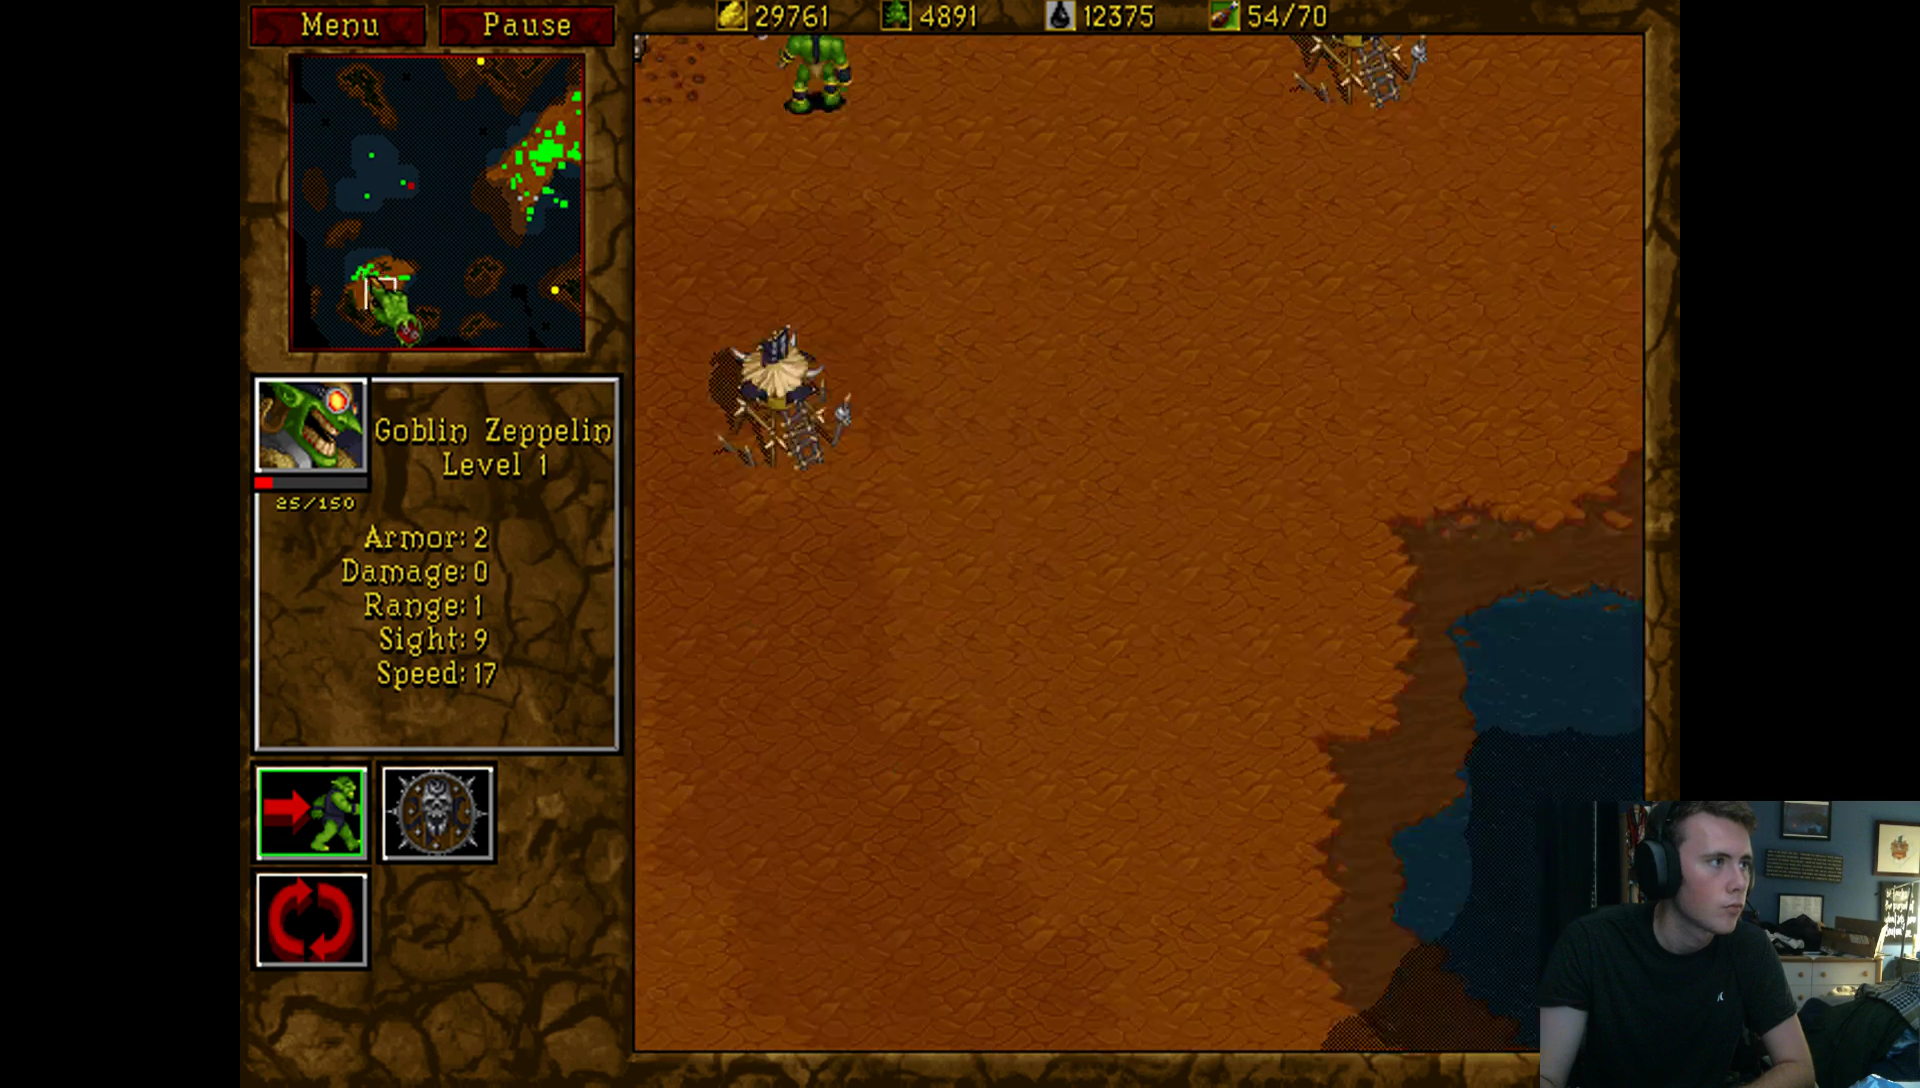 Menu
Pause
29761
4891
12375
54/70
Goblin Zeppelin
Level 1
25/150
Armor: 2
Damage: 0
Range: 1
Sight: 9
Speed: 17